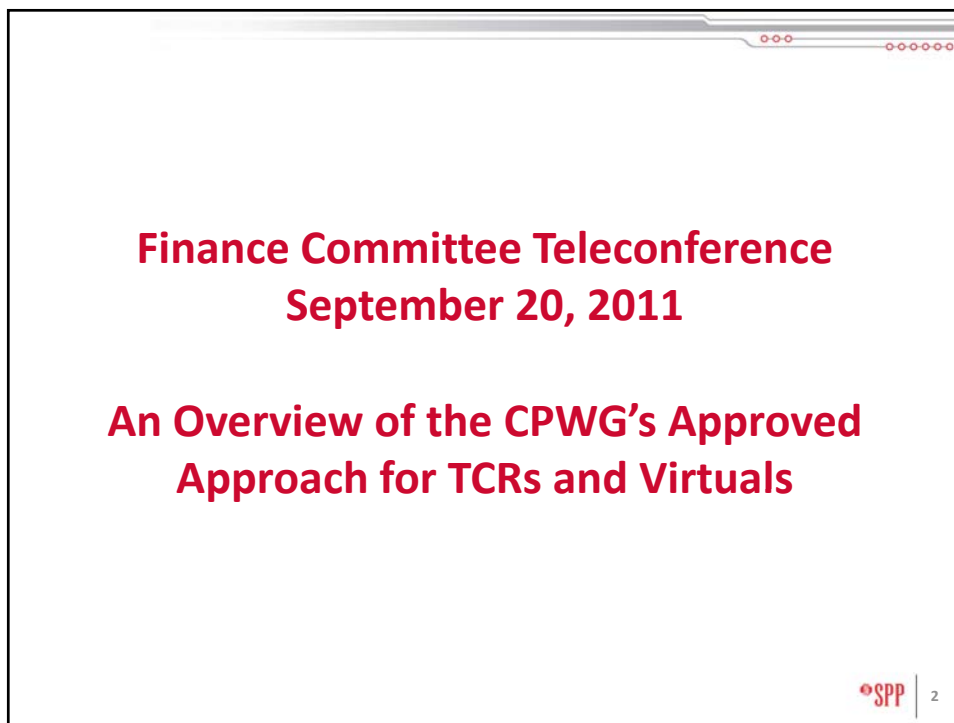 Finance Committee Teleconference
September 20, 2011
An Overview of the CPWG's Approved
Approach for TCRs and Virtuals
SPP
2